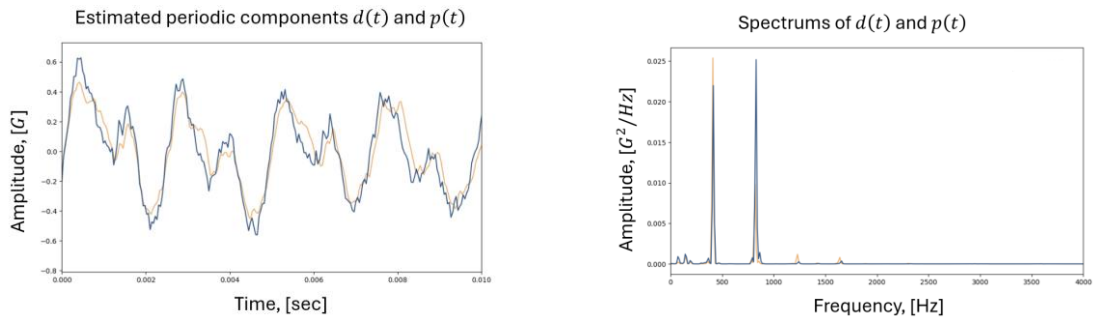 Estimated periodic components d(t) and p(t)
Amplitude, [G]
0.6
0.4
0.2
0.0
−0.2
−0.4
−0.6
−0.8
0.000 0.002 0.004 0.006 0.008 0.010
Time, [sec]
Spectrums of d(t) and p(t)
Amplitude, [G²/Hz]
0.025
0.020
0.015
0.010
0.005
0.000
0 500 1000 1500 2000 2500 3000 3500 4000
Frequency, [Hz]